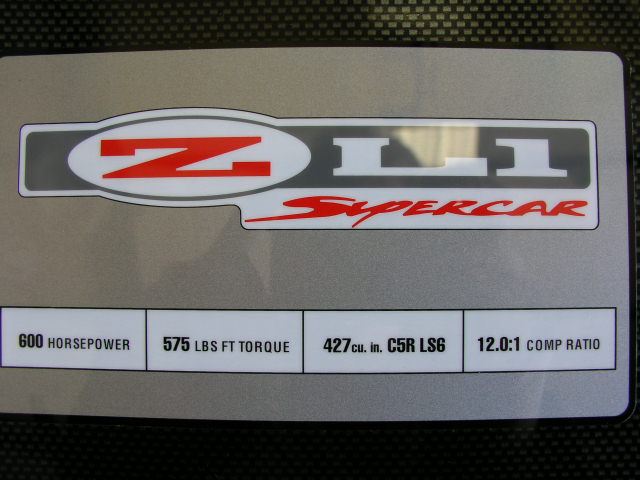 ZL1
SUPERCAR
600 HORSEPOWER 575 LBS FT TORQUE 427cu. in. C5R LS6 12.0:1 COMP RATIO